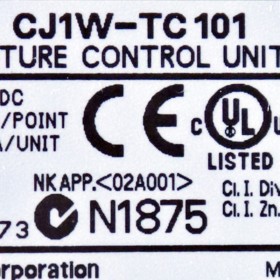 CJ1W-TC101
TURE CONTROL UNIT
DC
/POINT
A/UNIT
CE
C UL US
LISTED
NK APP.<02A001>
Cl. I. Div
Cl. I. Zn.
73
N1875
rporation
M